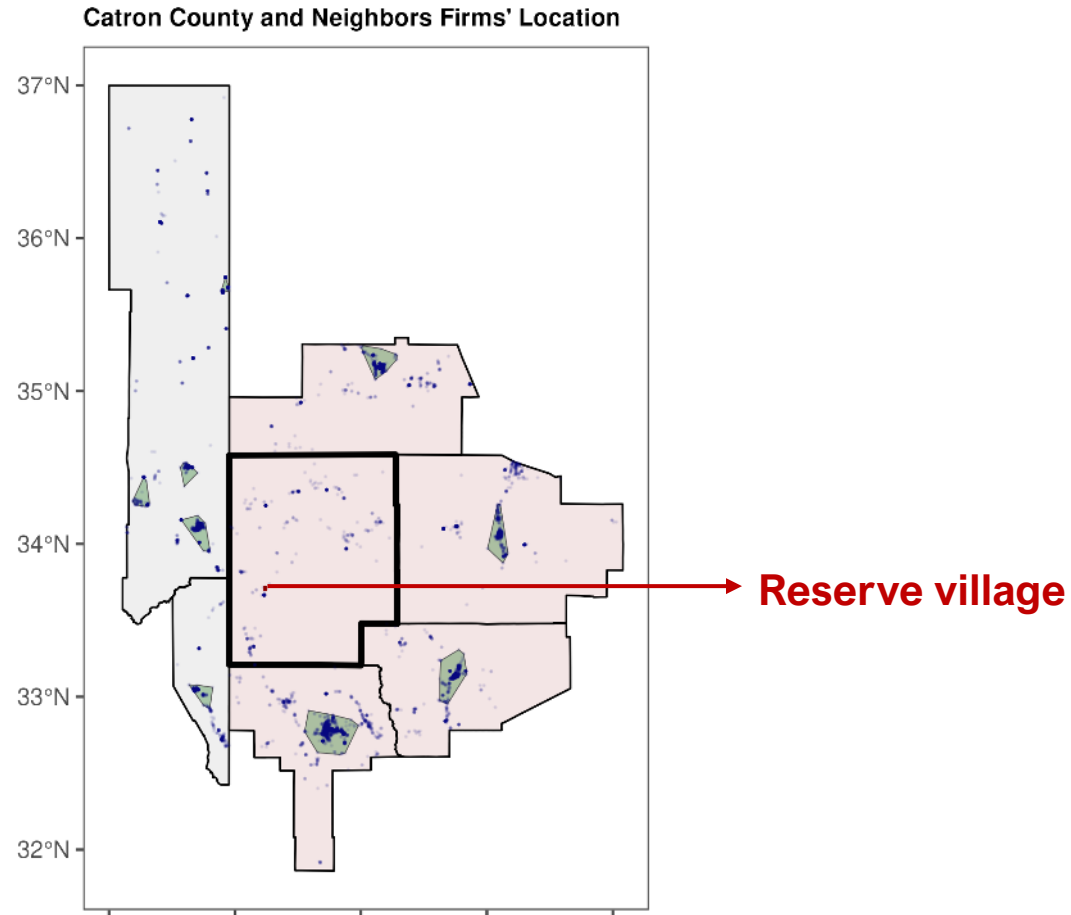 Catron County and Neighbors Firms' Location
37°N
36°N
35°N
34°N
Reserve village
33°N
32°N